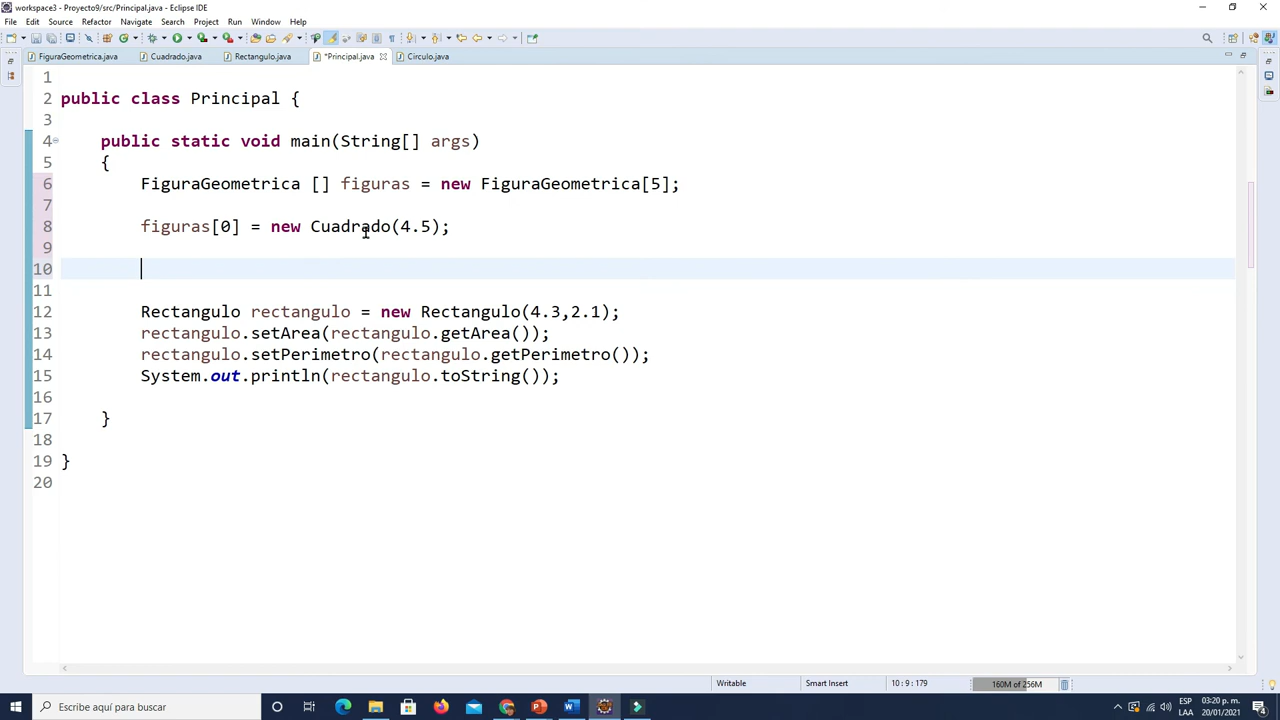 workspace3 - Proyecto9/src/Principal.java - Eclipse IDE
File Edit Source Refactor Navigate Search Project Run Window Help
FiguraGeometrica.java Cuadrado.java Rectangulo.java *Principal.java Circulo.java
1
2 public class Principal {
3
4 public static void main(String[] args)
5 {
6 FiguraGeometrica [] figuras = new FiguraGeometrica[5];
7
8 figuras[0] = new Cuadrado(4.5);
9
10
11
12 Rectangulo rectangulo = new Rectangulo(4.3,2.1);
13 rectangulo.setArea(rectangulo.getArea());
14 rectangulo.setPerimetro(rectangulo.getPerimetro());
15 System.out.println(rectangulo.toString());
16
17 }
18
19 }
20
Writable Smart Insert 10 : 9 : 179 160M of 256M
Escribe aquí para buscar
ESP 03:20 p. m.
LAA 20/01/2021